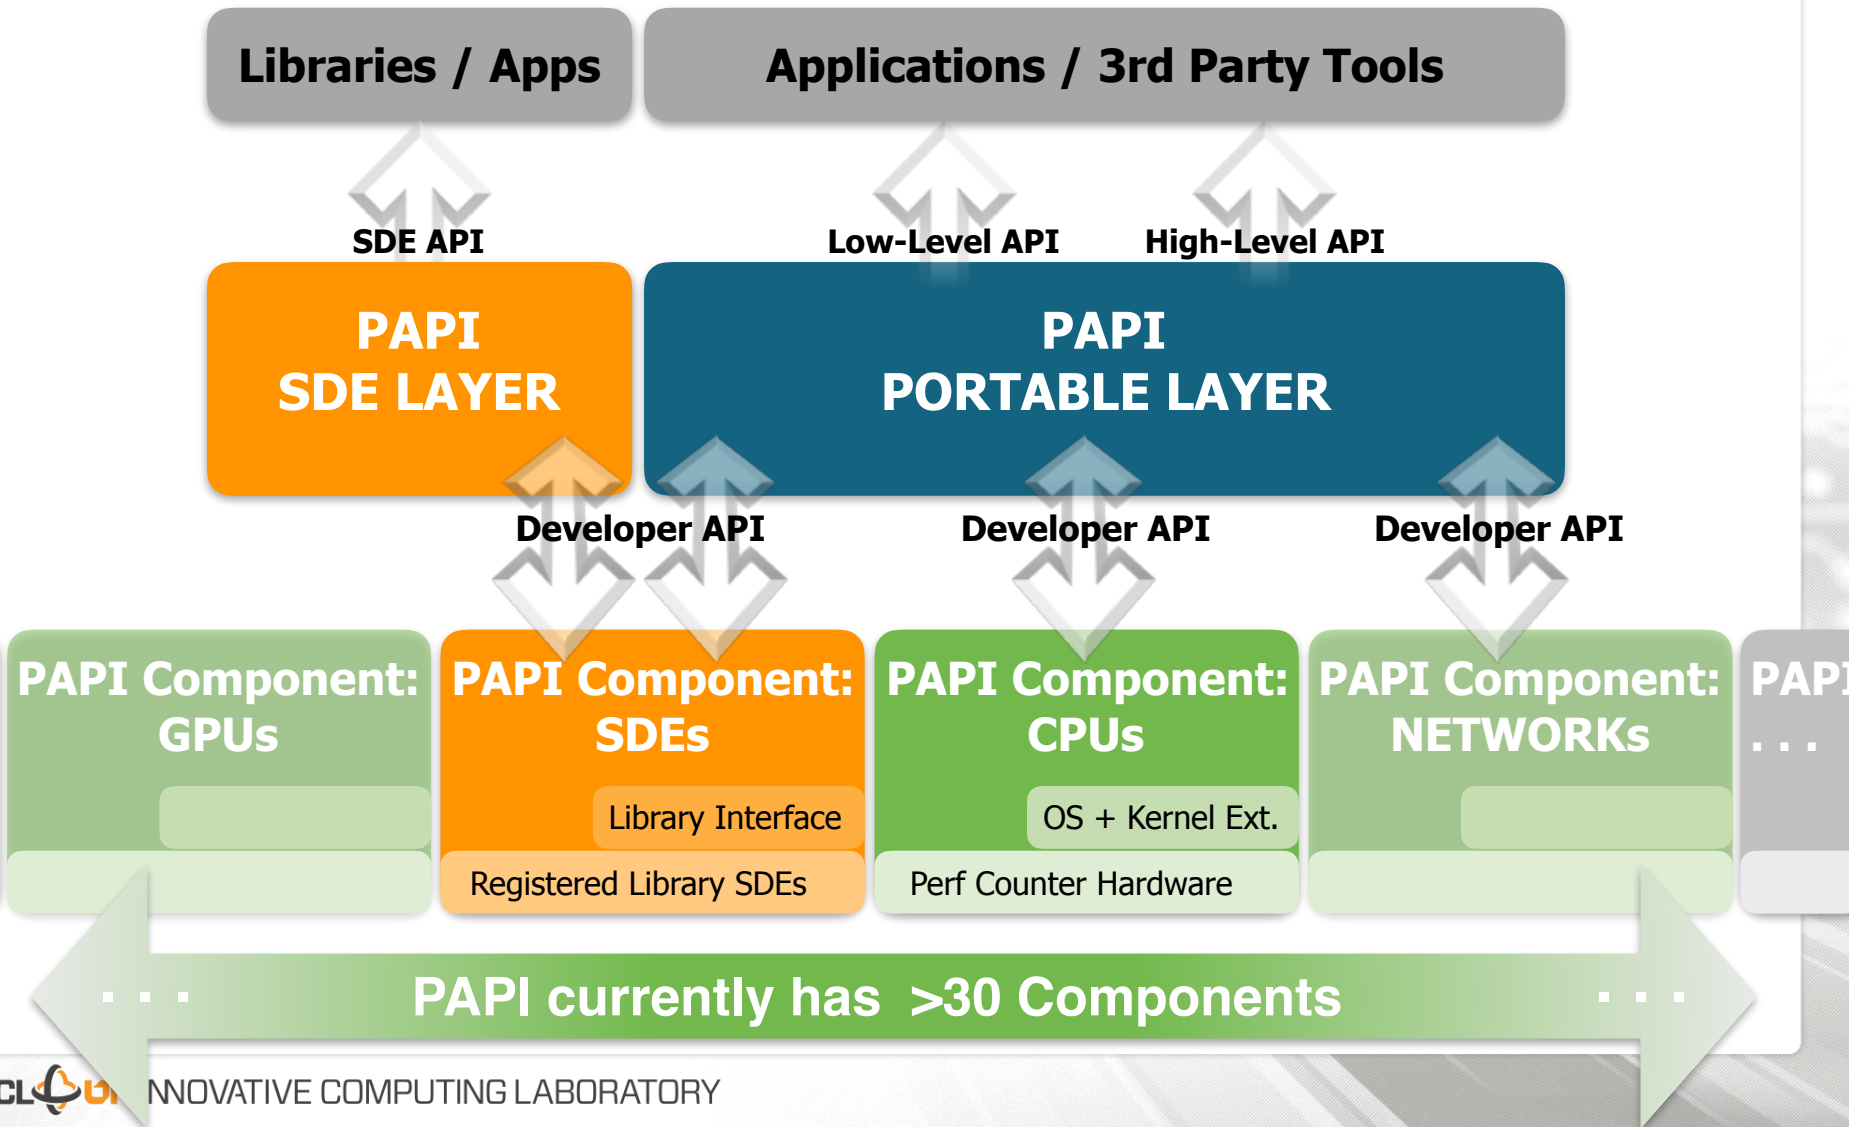 Libraries / Apps
Applications / 3rd Party Tools
SDE API
Low-Level API
High-Level API
PAPI
SDE LAYER
PAPI
PORTABLE LAYER
Developer API
Developer API
Developer API
PAPI Component:
GPUs
PAPI Component:
SDEs
Library Interface
Registered Library SDEs
PAPI Component:
CPUs
OS + Kernel Ext.
Perf Counter Hardware
PAPI Component:
NETWORKs
PAPI
. . .
. . . PAPI currently has >30 Components . . .
CL NNOVATIVE COMPUTING LABORATORY